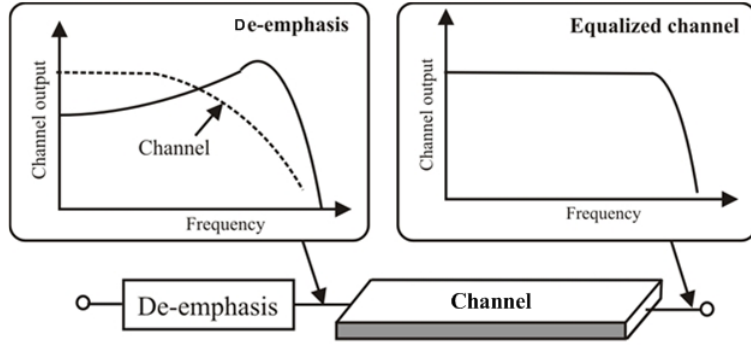 De-emphasis
Channel output
Channel
Frequency
Equalized channel
Channel output
Frequency
De-emphasis
Channel